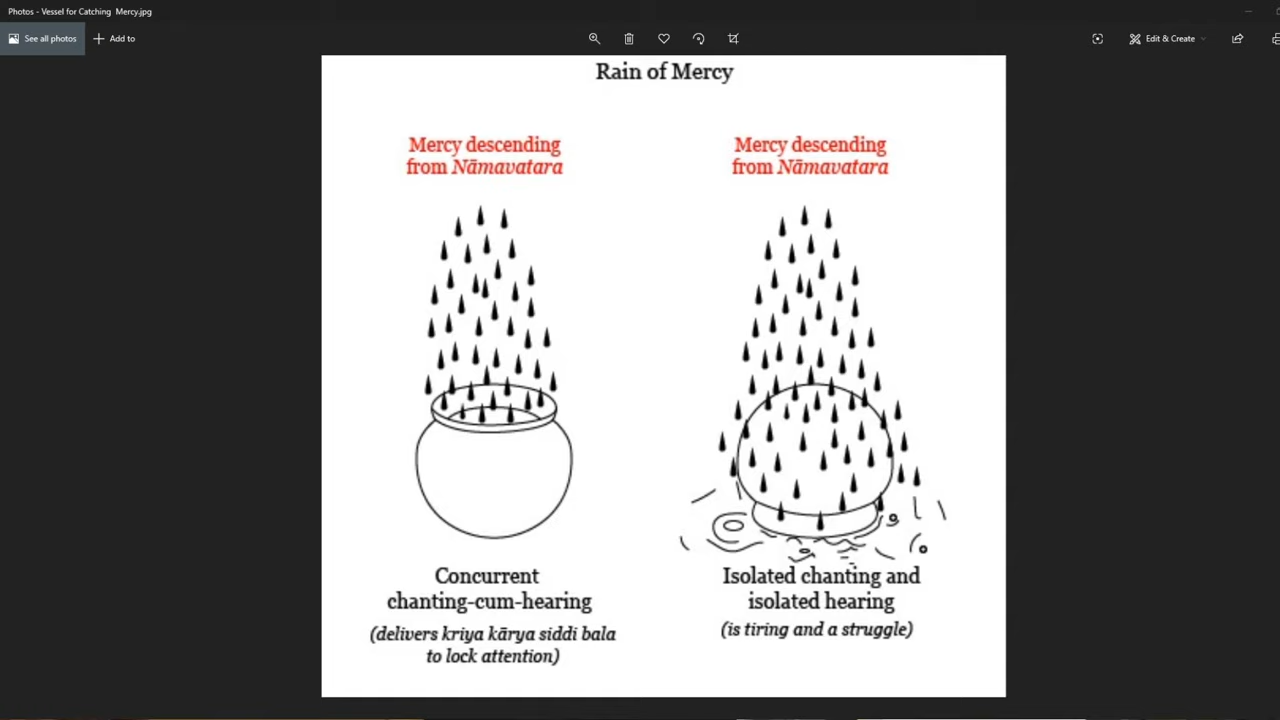 Photos - Vessel for Catching Mercy.jpg
See all photos
Add to
Edit & Create
Rain of Mercy
Mercy descending
from Nāmavatara
Concurrent
chanting-cum-hearing
(delivers kriya kārya siddi bala
to lock attention)
Mercy descending
from Nāmavatara
Isolated chanting and
isolated hearing
(is tiring and a struggle)